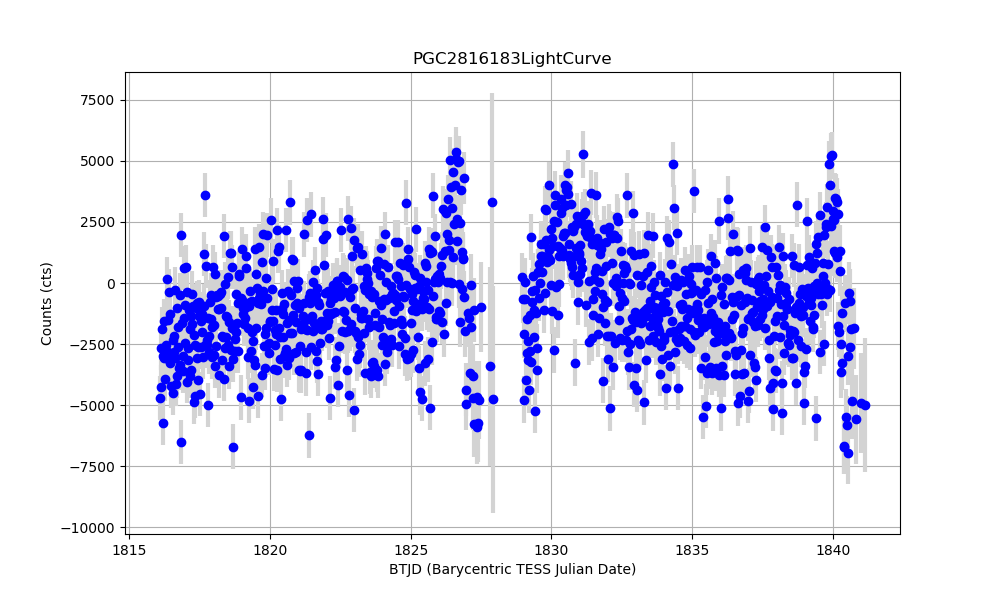 PGC2816183LightCurve
7500
5000
2500
0
−2500
−5000
−7500
−10000
Counts (cts)
1815 1820 1825 1830 1835 1840
BTJD (Barycentric TESS Julian Date)